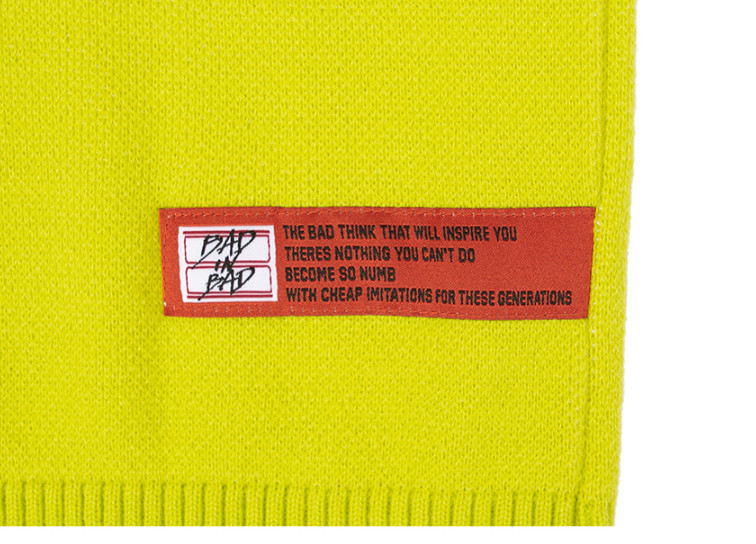 BAD
IN
BAD
THE BAD THINK THAT WILL INSPIRE YOU
THERES NOTHING YOU CAN'T DO
BECOME SO NUMB
WITH CHEAP IMITATIONS FOR THESE GENERATIONS